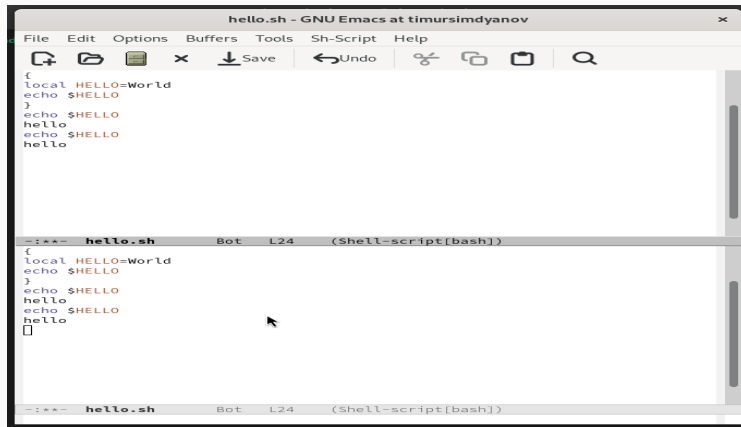 hello.sh - GNU Emacs at timursimdyanov
File Edit Options Buffers Tools Sh-Script Help
Save Undo
{
local HELLO=World
echo $HELLO
}
echo $HELLO
hello
echo $HELLO
hello
-:**- hello.sh Bot L24 (Shell-script[bash])
{
local HELLO=World
echo $HELLO
}
echo $HELLO
hello
echo $HELLO
hello
-:**- hello.sh Bot L24 (Shell-script[bash])